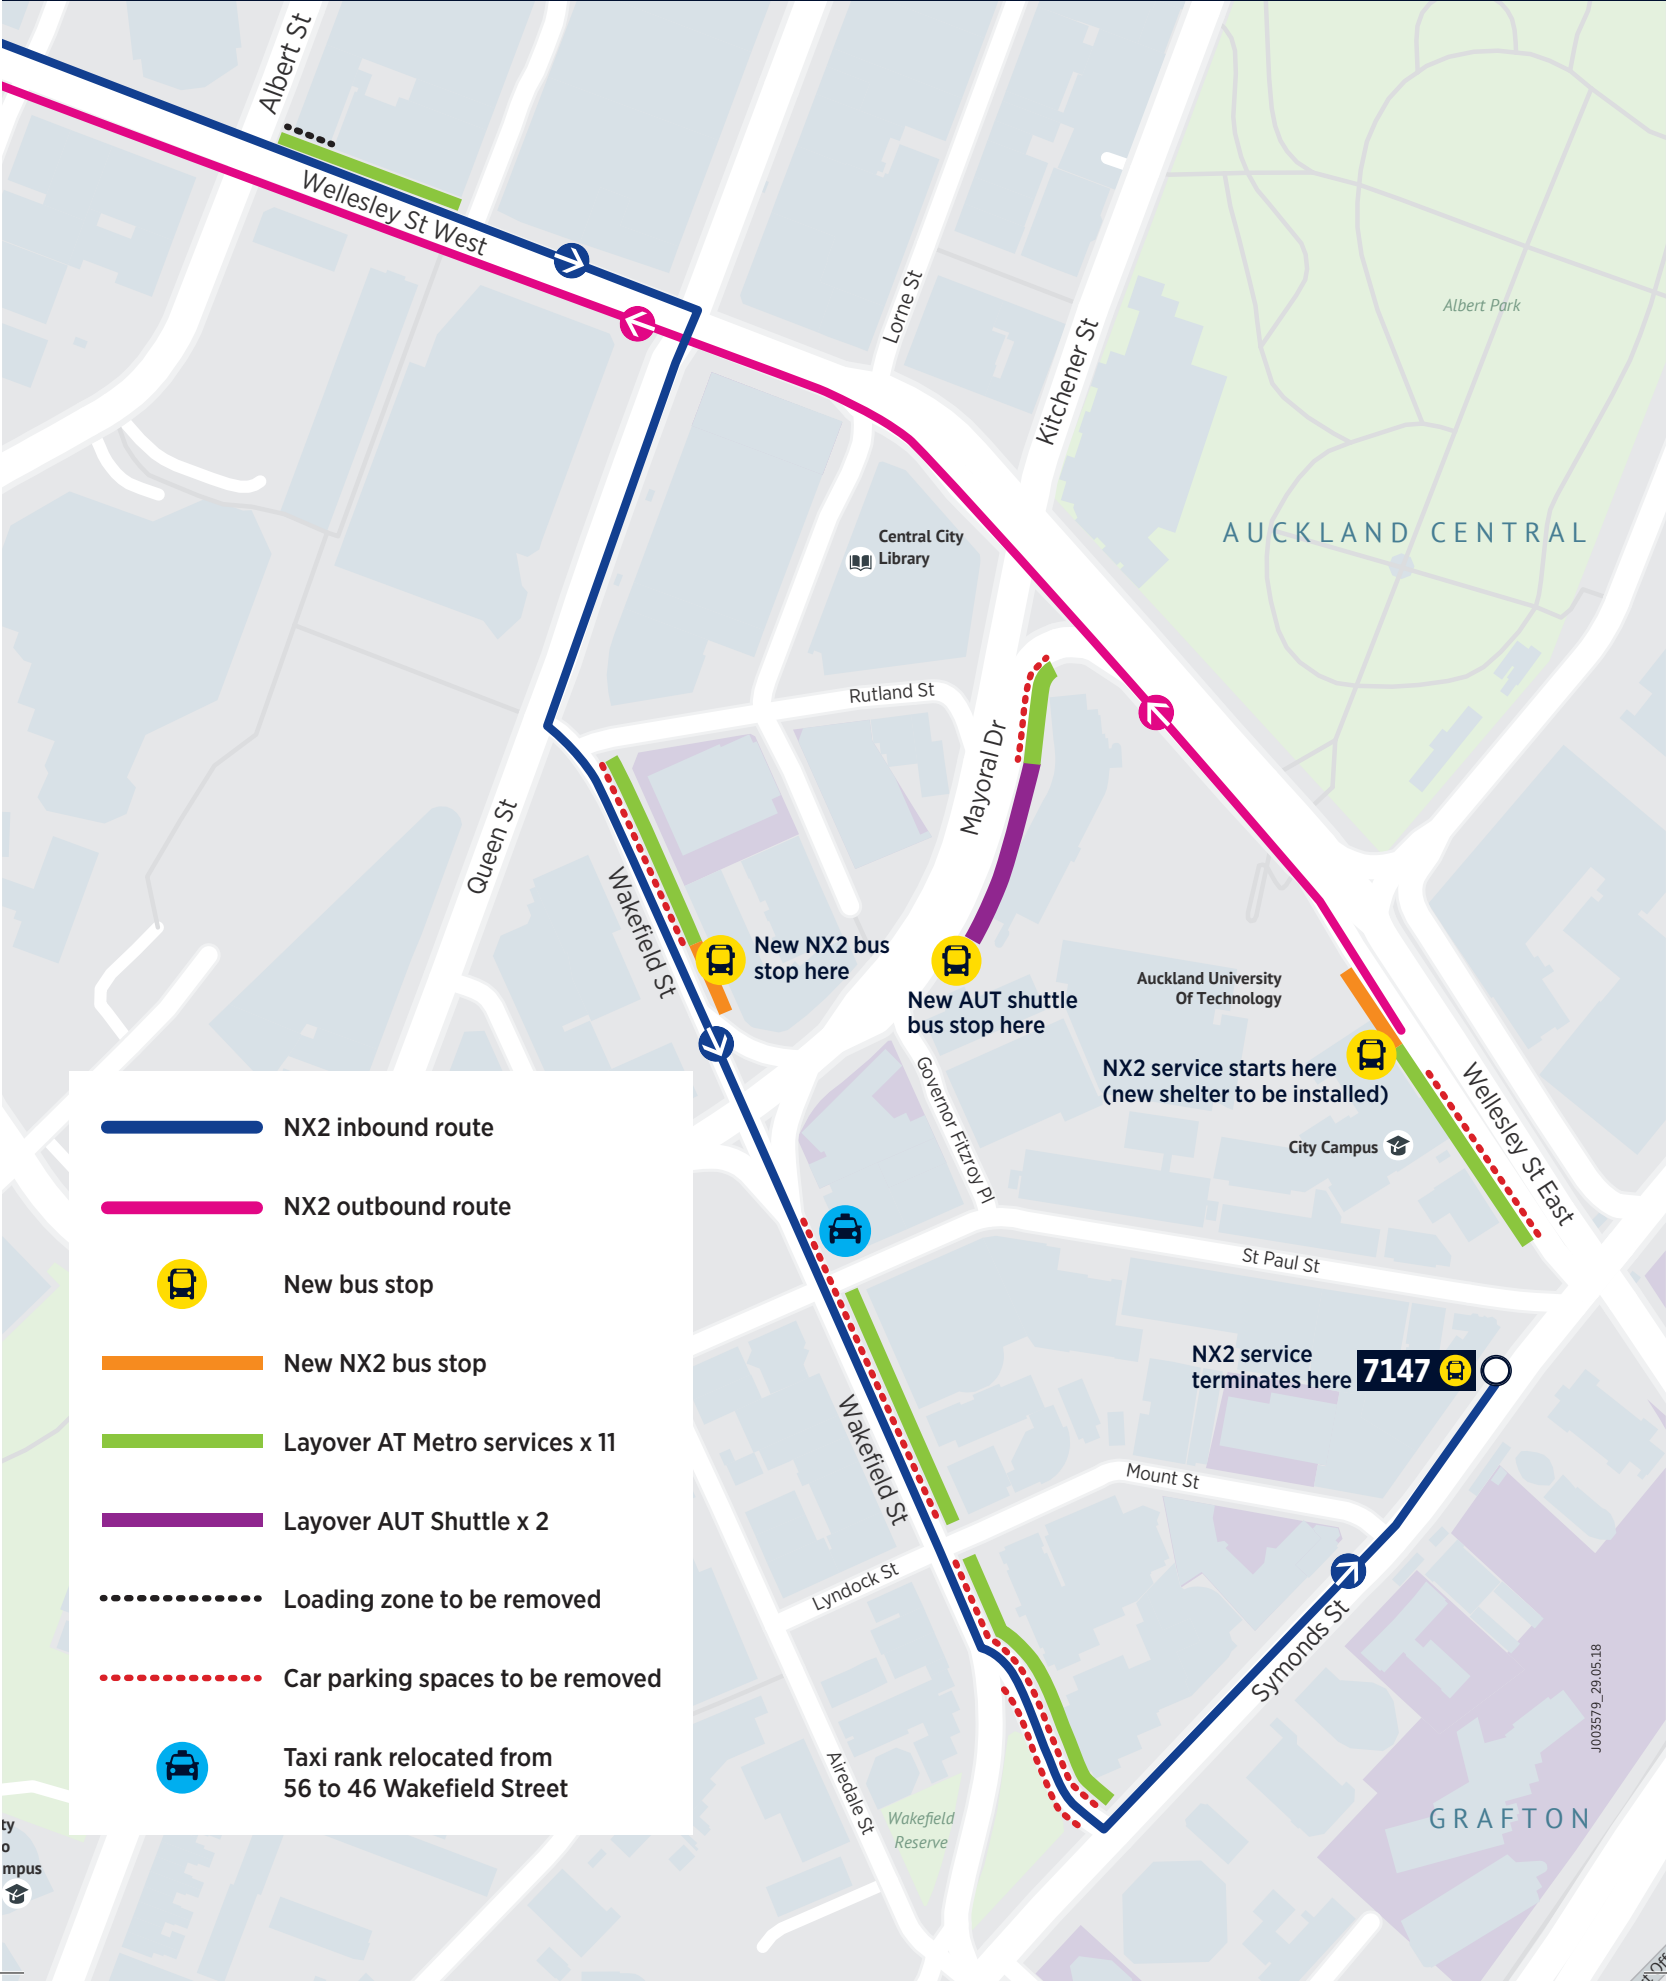 Albert St
Wellesley St West
Lorne St
Kitchener St
Albert Park
AUCKLAND CENTRAL
Central City
Library
Rutland St
Mayoral Dr
Queen St
Wakefield St
New NX2 bus
stop here
New AUT shuttle
bus stop here
Auckland University
Of Technology
NX2 service starts here
(new shelter to be installed)
Wellesley St East
City Campus
Governor Fitzroy Pl
St Paul St
NX2 service
terminates here
7147
Wakefield St
Mount St
Lyndock St
Symonds St
Airedale St
Wakefield
Reserve
GRAFTON
J003579_29.05.18
NX2 inbound route
NX2 outbound route
New bus stop
New NX2 bus stop
Layover AT Metro services x 11
Layover AUT Shuttle x 2
Loading zone to be removed
Car parking spaces to be removed
Taxi rank relocated from
56 to 46 Wakefield Street
ty
o
mpus